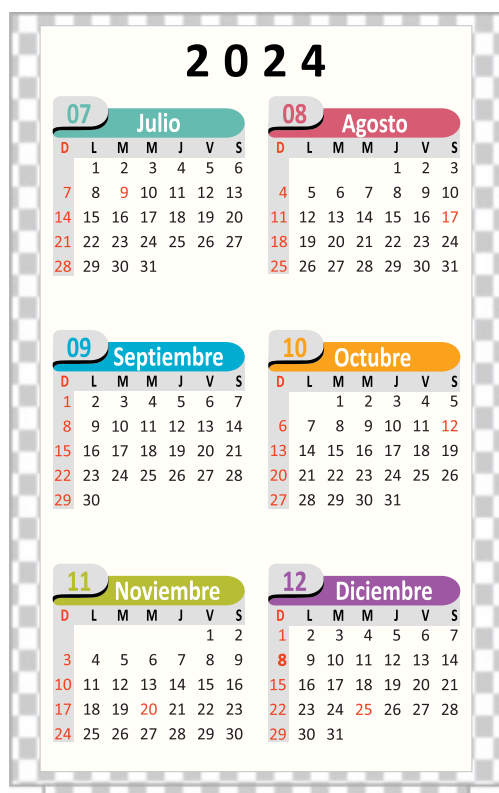 2024
07
Julio
D L M M J V S
1 2 3 4 5 6
7 8 9 10 11 12 13
14 15 16 17 18 19 20
21 22 23 24 25 26 27
28 29 30 31
08
Agosto
D L M M J V S
1 2 3
4 5 6 7 8 9 10
11 12 13 14 15 16 17
18 19 20 21 22 23 24
25 26 27 28 29 30 31
09
Septiembre
D L M M J V S
1 2 3 4 5 6 7
8 9 10 11 12 13 14
15 16 17 18 19 20 21
22 23 24 25 26 27 28
29 30
10
Octubre
D L M M J V S
1 2 3 4 5
6 7 8 9 10 11 12
13 14 15 16 17 18 19
20 21 22 23 24 25 26
27 28 29 30 31
11
Noviembre
D L M M J V S
1 2
3 4 5 6 7 8 9
10 11 12 13 14 15 16
17 18 19 20 21 22 23
24 25 26 27 28 29 30
12
Diciembre
D L M M J V S
1 2 3 4 5 6 7
8 9 10 11 12 13 14
15 16 17 18 19 20 21
22 23 24 25 26 27 28
29 30 31